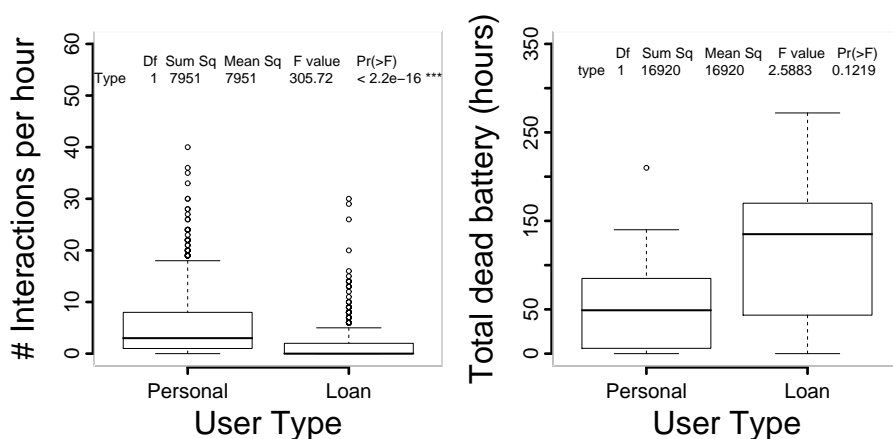 # Interactions per hour
60
50
40
30
20
10
0
Df Sum Sq Mean Sq F value Pr(>F)
Type 1 7951 7951 305.72 < 2.2e-16 ***
Personal Loan
User Type
Total dead battery (hours)
350
250
150
50
0
Df Sum Sq Mean Sq F value Pr(>F)
type 1 16920 16920 2.5883 0.1219
Personal Loan
User Type